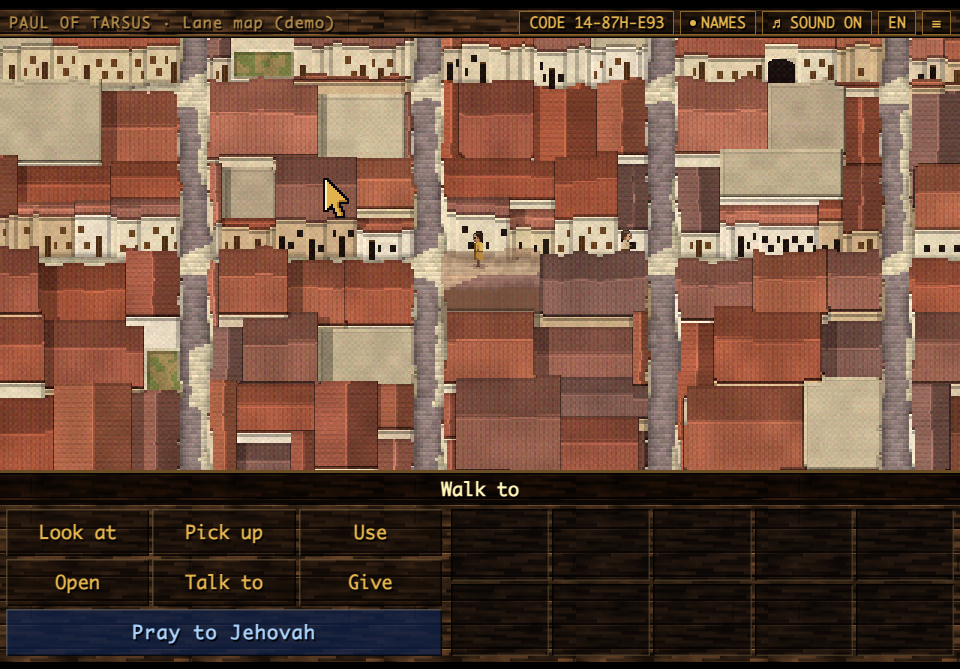 PAUL OF TARSUS · Lane map (demo)
CODE 14-87H-E93
• NAMES
♬ SOUND ON
EN
≡
Walk to
Look at
Pick up
Use
Open
Talk to
Give
Pray to Jehovah